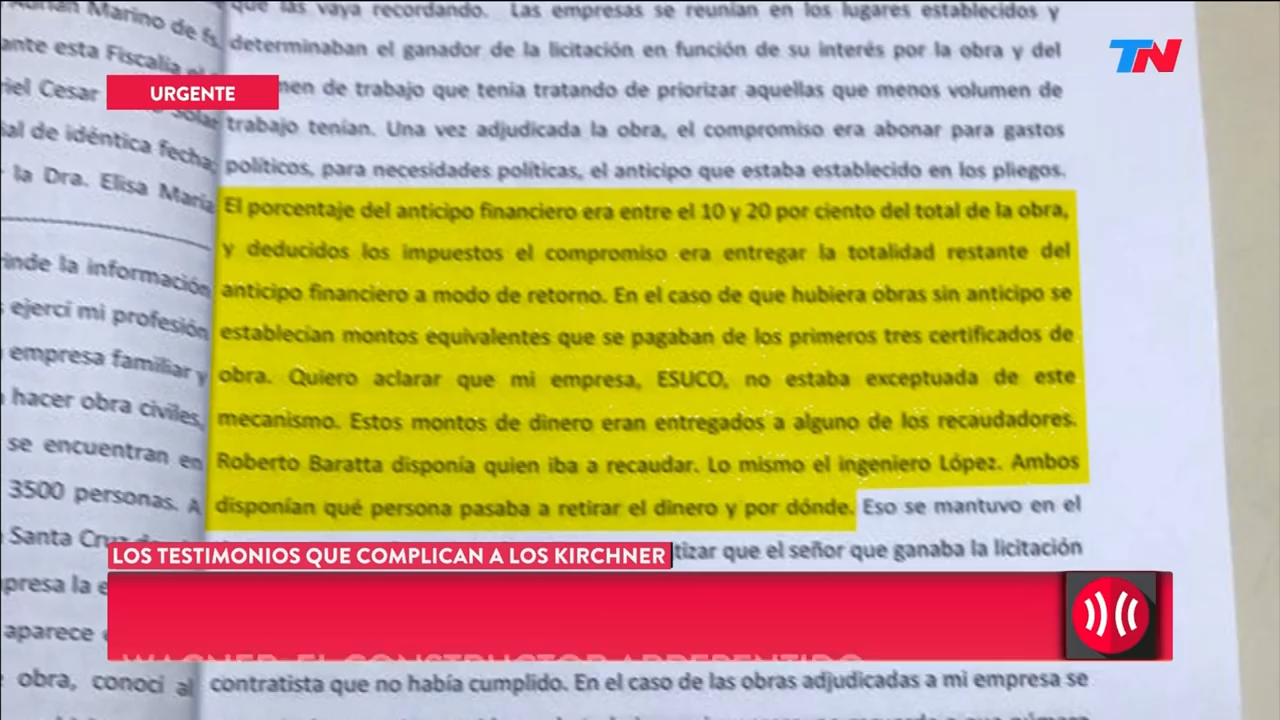 TN
URGENTE
Marino de
ante esta Fiscalía el
riel Cesar
ial de idéntica fecha;
la Dra. Elisa María
rinde la información
ejercí mi profesión
empresa familiar y
hacer obra civiles,
se encuentran en
3500 personas. A
Santa Cruz
presa la e
aparece
obra, conocí al
que las vaya recordando. Las empresas se reunían en los lugares establecidos y
determinaban el ganador de la licitación en función de su interés por la obra y del
men de trabajo que tenia tratando de priorizar aquellas que menos volumen de
trabajo tenían. Una vez adjudicada la obra, el compromiso era abonar para gastos
políticos, para necesidades políticas, el anticipo que estaba establecido en los pliegos.
El porcentaje del anticipo financiero era entre el 10 y 20 por ciento del total de la obra,
y deducidos los impuestos el compromiso era entregar la totalidad restante del
anticipo financiero a modo de retorno. En el caso de que hubiera obras sin anticipo se
establecían montos equivalentes que se pagaban de los primeros tres certificados de
obra. Quiero aclarar que mi empresa, ESUCO, no estaba exceptuada de este
mecanismo. Estos montos de dinero eran entregados a alguno de los recaudadores.
Roberto Baratta disponía quien iba a recaudar. Lo mismo el ingeniero López. Ambos
disponían qué persona pasaba a retirar el dinero y por dónde. Eso se mantuvo en el
tizar que el señor que ganaba la licitación
contratista que no había cumplido. En el caso de las obras adjudicadas a mi empresa se
LOS TESTIMONIOS QUE COMPLICAN A LOS KIRCHNER
WAGNER, EL CONSTRUCTOR ARREPENTIDO